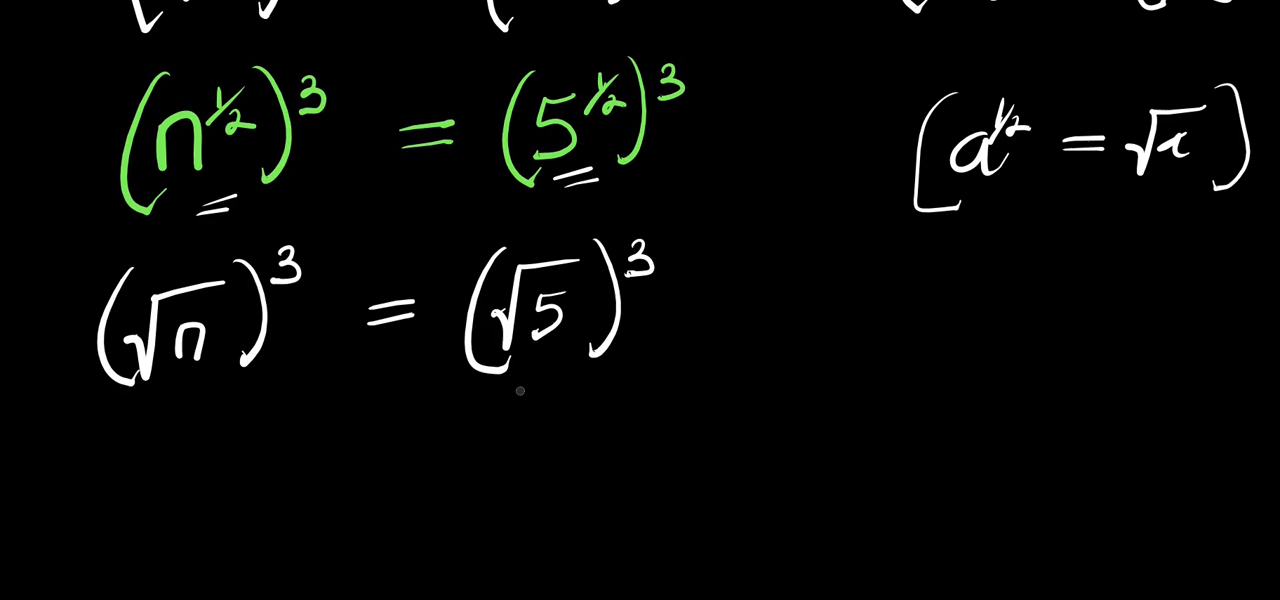 (n^1/2)^3 = (5^1/2)^3 [a^1/2 = √x]
(√n)^3 = (√5)^3